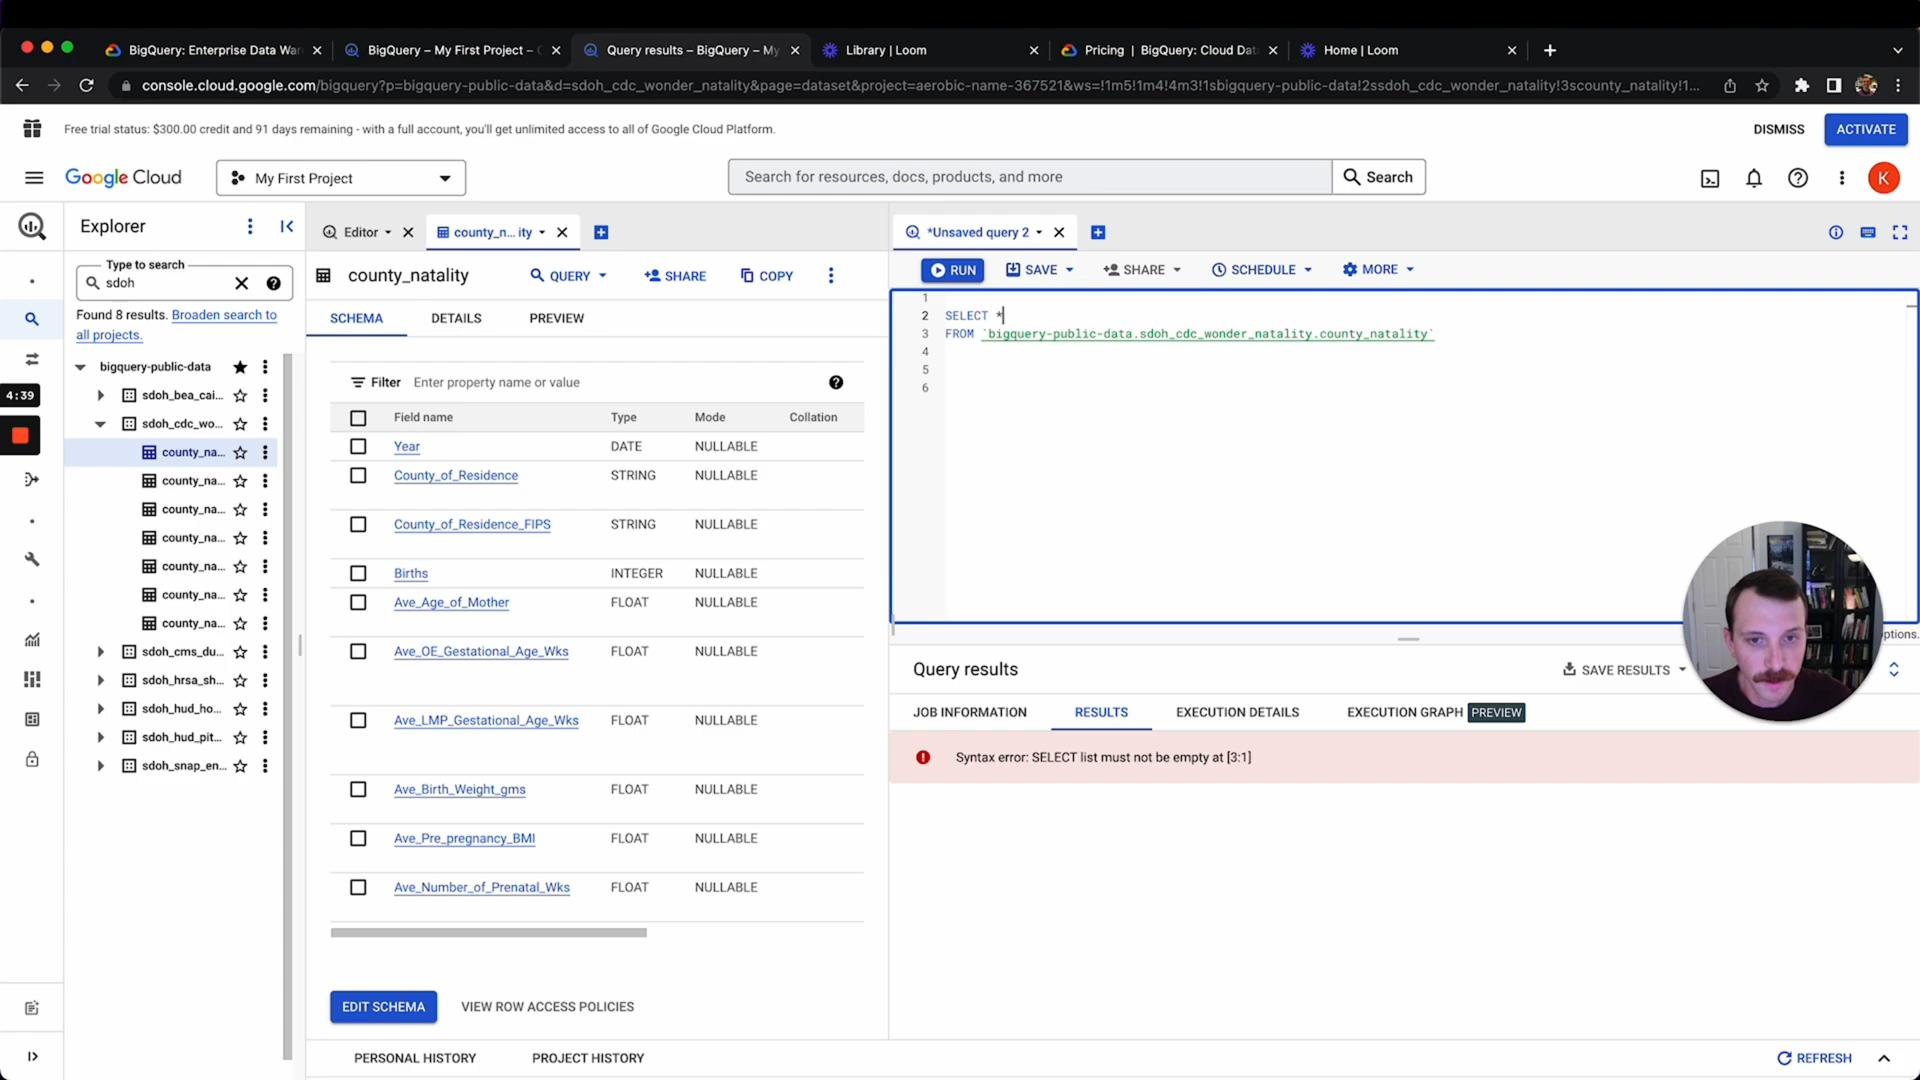 BigQuery: Enterprise Data War
BigQuery – My First Project – C
Query results – BigQuery – My
Library | Loom
Pricing | BigQuery: Cloud Data
Home | Loom
console.cloud.google.com/bigquery?p=bigquery-public-data&d=sdoh_cdc_wonder_natality&page=dataset&project=aerobic-name-367521&ws=!1m5!1m4!4m3!1sbigquery-public-data!2ssdoh_cdc_wonder_natality!3scounty_natality!1...
Free trial status: $300.00 credit and 91 days remaining - with a full account, you'll get unlimited access to all of Google Cloud Platform.
DISMISS
ACTIVATE
Google Cloud
My First Project
Search for resources, docs, products, and more
Search
K
Explorer
Type to search
sdoh
Found 8 results. Broaden search to
all projects.
bigquery-public-data
sdoh_bea_cai...
sdoh_cdc_wo...
county_na...
county_na...
county_na...
county_na...
county_na...
county_na...
county_na...
sdoh_cms_du...
sdoh_hrsa_sh...
sdoh_hud_ho...
sdoh_hud_pit...
sdoh_snap_en...
4:39
Editor
county_n... ity
county_natality
QUERY
SHARE
COPY
SCHEMA
DETAILS
PREVIEW
Filter Enter property name or value
Field name Type Mode Collation
Year DATE NULLABLE
County_of_Residence STRING NULLABLE
County_of_Residence_FIPS STRING NULLABLE
Births INTEGER NULLABLE
Ave_Age_of_Mother FLOAT NULLABLE
Ave_OE_Gestational_Age_Wks FLOAT NULLABLE
Ave_LMP_Gestational_Age_Wks FLOAT NULLABLE
Ave_Birth_Weight_gms FLOAT NULLABLE
Ave_Pre_pregnancy_BMI FLOAT NULLABLE
Ave_Number_of_Prenatal_Wks FLOAT NULLABLE
EDIT SCHEMA
VIEW ROW ACCESS POLICIES
*Unsaved query 2
RUN
SAVE
SHARE
SCHEDULE
MORE
1
2 SELECT *
3 FROM `bigquery-public-data.sdoh_cdc_wonder_natality.county_natality`
4
5
6
ptions.
Query results
SAVE RESULTS
JOB INFORMATION
RESULTS
EXECUTION DETAILS
EXECUTION GRAPH PREVIEW
Syntax error: SELECT list must not be empty at [3:1]
PERSONAL HISTORY
PROJECT HISTORY
REFRESH